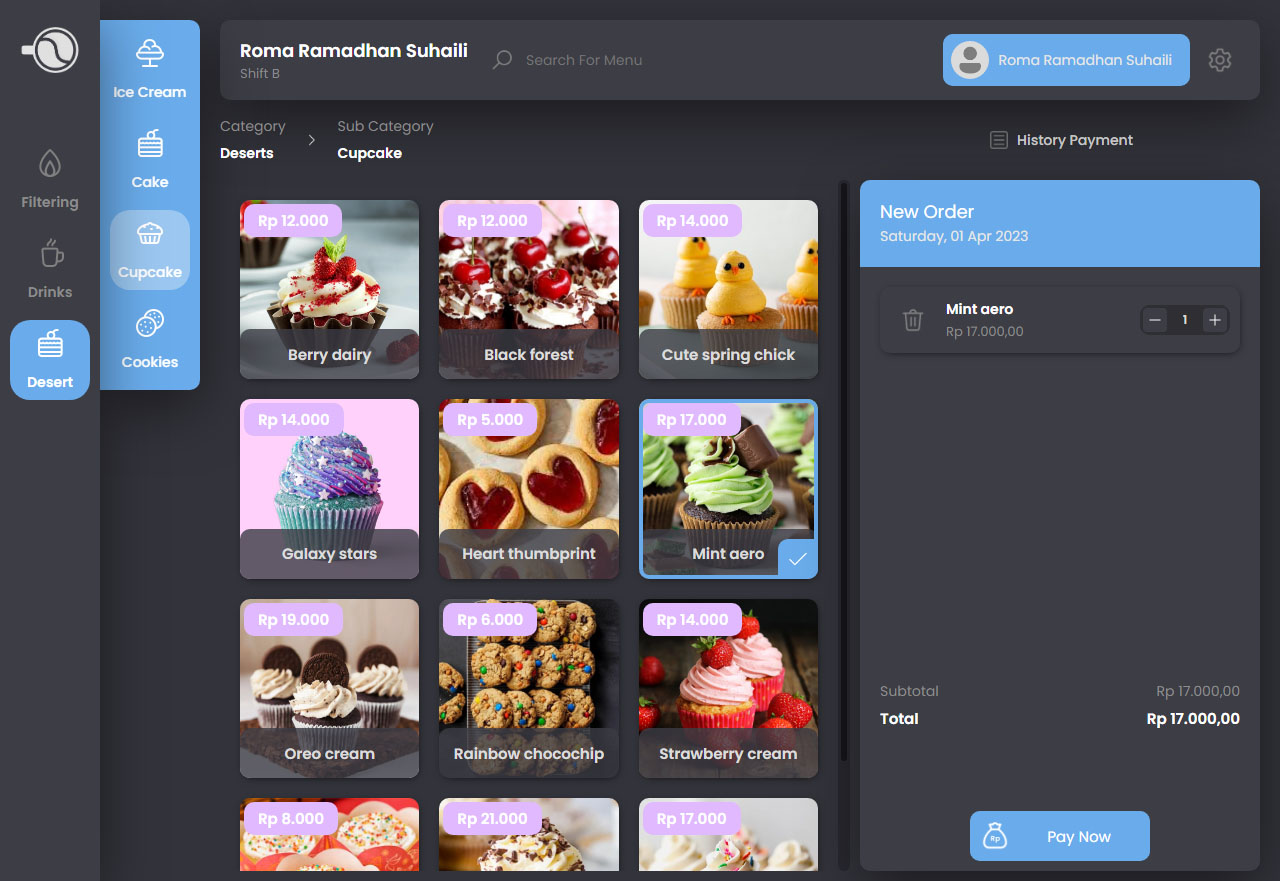 Filtering
Drinks
Desert
Ice Cream
Cake
Cupcake
Cookies
Roma Ramadhan Suhaili
Shift B
Search For Menu
Roma Ramadhan Suhaili
Category
Deserts
Sub Category
Cupcake
History Payment
Rp 12.000
Berry dairy
Rp 12.000
Black forest
Rp 14.000
Cute spring chick
Rp 14.000
Galaxy stars
Rp 5.000
Heart thumbprint
Rp 17.000
Mint aero
Rp 19.000
Oreo cream
Rp 6.000
Rainbow chocochip
Rp 14.000
Strawberry cream
Rp 8.000
Rp 21.000
Rp 17.000
New Order
Saturday, 01 Apr 2023
Mint aero
Rp 17.000,00
1
Subtotal Rp 17.000,00
Total Rp 17.000,00
Rp
Pay Now